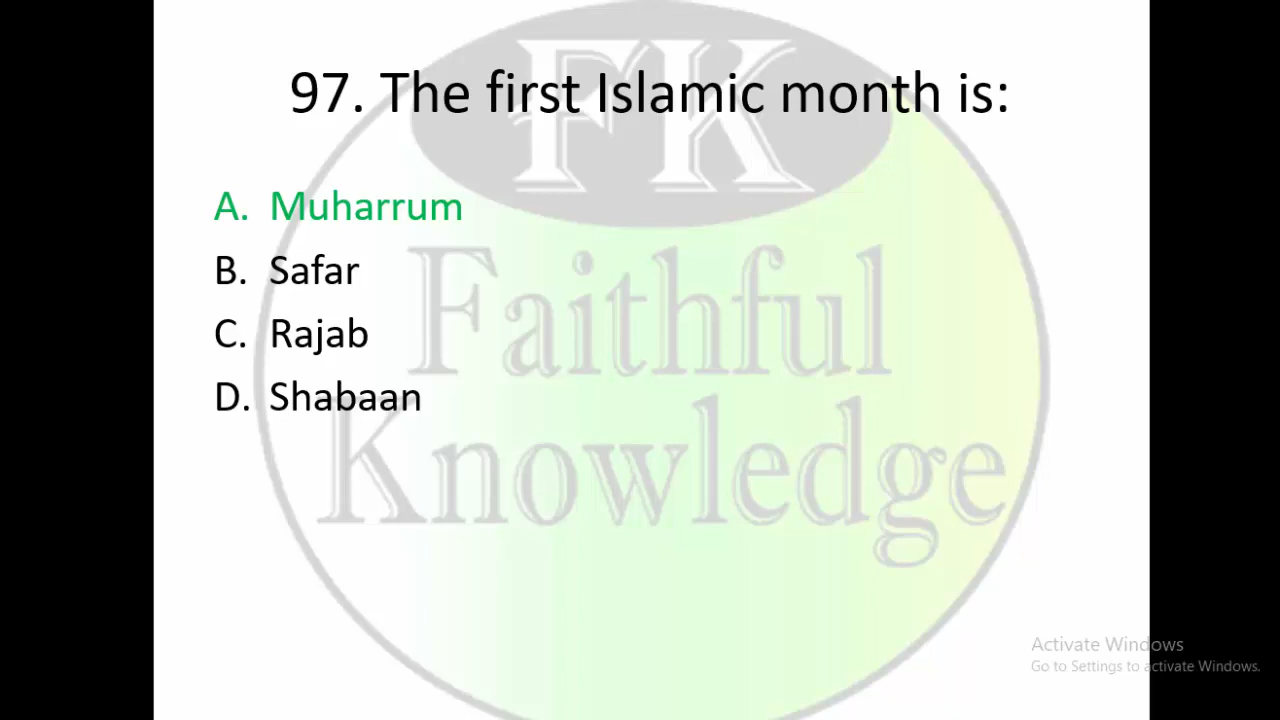 FK
97. The first Islamic month is:
A. Muharrum
B. Safar
C. Rajab
D. Shabaan
Faithful
Knowledge
Activate Windows
Go to Settings to activate Windows.